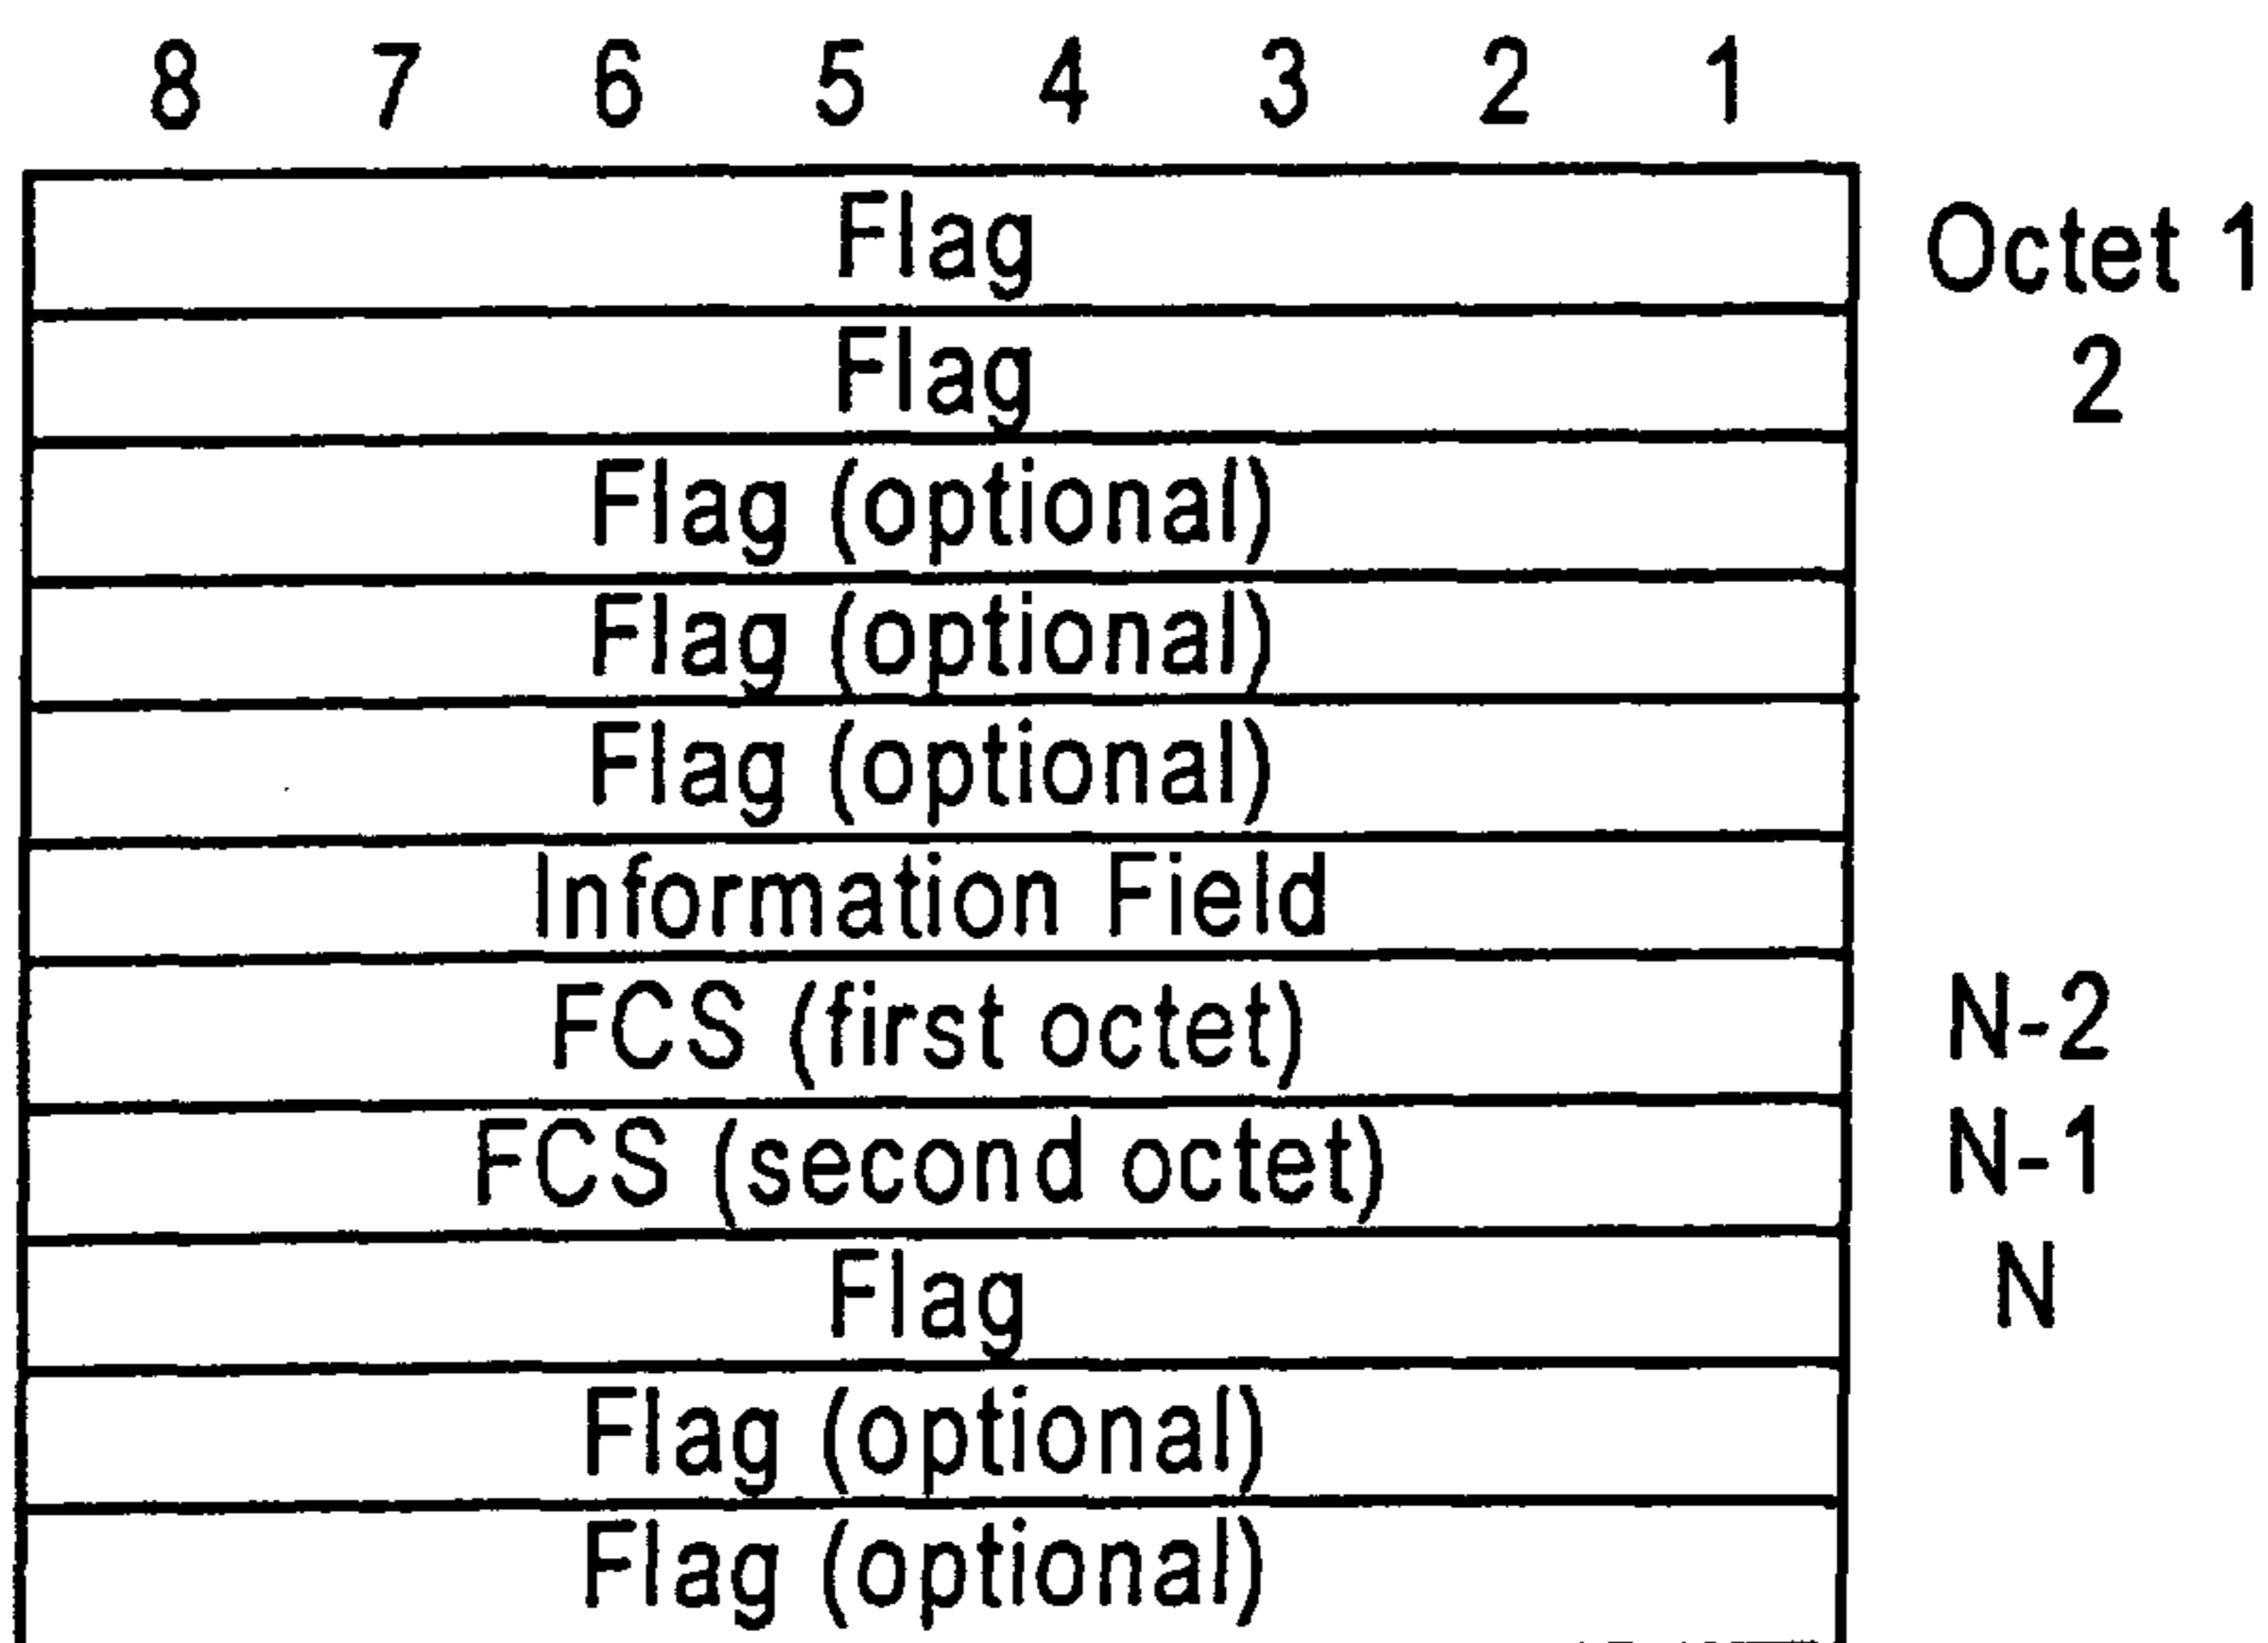 8 7 6 5 4 3 2 1
Flag Octet 1
Flag 2
Flag (optional)
Flag (optional)
Flag (optional)
Information Field
FCS (first octet) N-2
FCS (second octet) N-1
Flag N
Flag (optional)
Flag (optional)